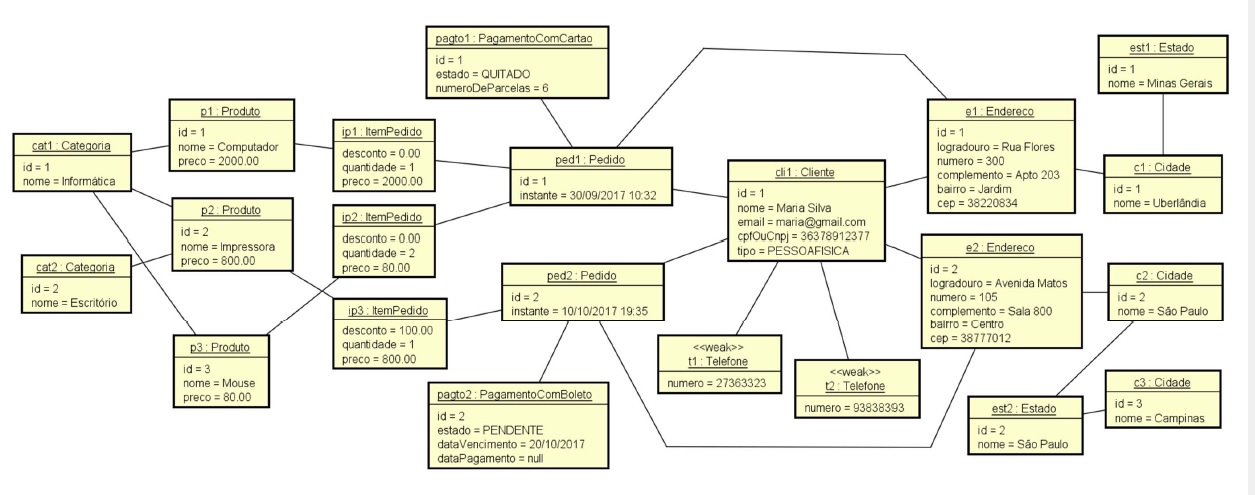 pagto1 : PagamentoComCartao
id = 1
estado = QUITADO
numeroDeParcelas = 6
est1 : Estado
id = 1
nome = Minas Gerais
p1 : Produto
id = 1
nome = Computador
preco = 2000.00
e1 : Endereco
id = 1
logradouro = Rua Flores
numero = 300
complemento = Apto 203
bairro = Jardim
cep = 38220834
cat1 : Categoria
id = 1
nome = Informática
ip1 : ItemPedido
desconto = 0.00
quantidade = 1
preco = 2000.00
ped1 : Pedido
id = 1
instante = 30/09/2017 10:32
cli1 : Cliente
id = 1
nome = Maria Silva
email = maria@gmail.com
cpfOuCnpj = 36378912377
tipo = PESSOAFISICA
c1 : Cidade
id = 1
nome = Uberlândia
p2 : Produto
id = 2
nome = Impressora
preco = 800.00
ip2 : ItemPedido
desconto = 0.00
quantidade = 2
preco = 80.00
e2 : Endereco
id = 2
logradouro = Avenida Matos
numero = 105
complemento = Sala 800
bairro = Centro
cep = 38777012
cat2 : Categoria
id = 2
nome = Escritório
ped2 : Pedido
id = 2
instante = 10/10/2017 19:35
c2 : Cidade
id = 2
nome = São Paulo
ip3 : ItemPedido
desconto = 100.00
quantidade = 1
preco = 800.00
p3 : Produto
id = 3
nome = Mouse
preco = 80.00
<<weak>>
t1 : Telefone
numero = 27363323
<<weak>>
t2 : Telefone
numero = 93838393
pagto2 : PagamentoComBoleto
id = 2
estado = PENDENTE
dataVencimento = 20/10/2017
dataPagamento = null
c3 : Cidade
id = 3
nome = Campinas
est2 : Estado
id = 2
nome = São Paulo